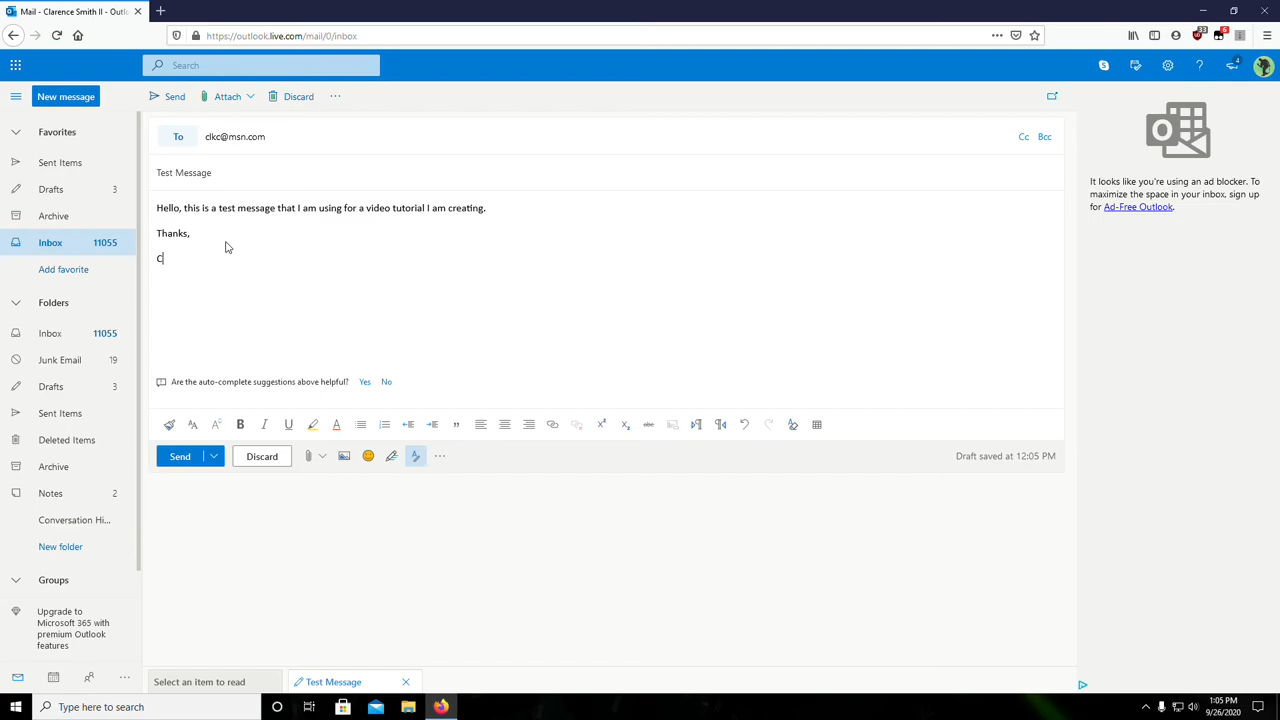 Mail - Clarence Smith II - Outlo
https://outlook.live.com/mail/0/inbox
33
6
Search
4
New message
Send
Attach
Discard
Favorites
Sent Items
Drafts 3
Archive
Inbox 11055
Add favorite
Folders
Inbox 11055
Junk Email 19
Drafts 3
Sent Items
Deleted Items
Archive
Notes 2
Conversation Hi...
New folder
Groups
Upgrade to
Microsoft 365 with
premium Outlook
features
To clkc@msn.com Cc Bcc
Test Message
Hello, this is a test message that I am using for a video tutorial I am creating.
Thanks,
C
Are the auto-complete suggestions above helpful? Yes No
Send Discard Draft saved at 12:05 PM
Select an item to read
Test Message
It looks like you're using an ad blocker. To
maximize the space in your inbox, sign up
for Ad-Free Outlook.
Type here to search
1:05 PM
9/26/2020